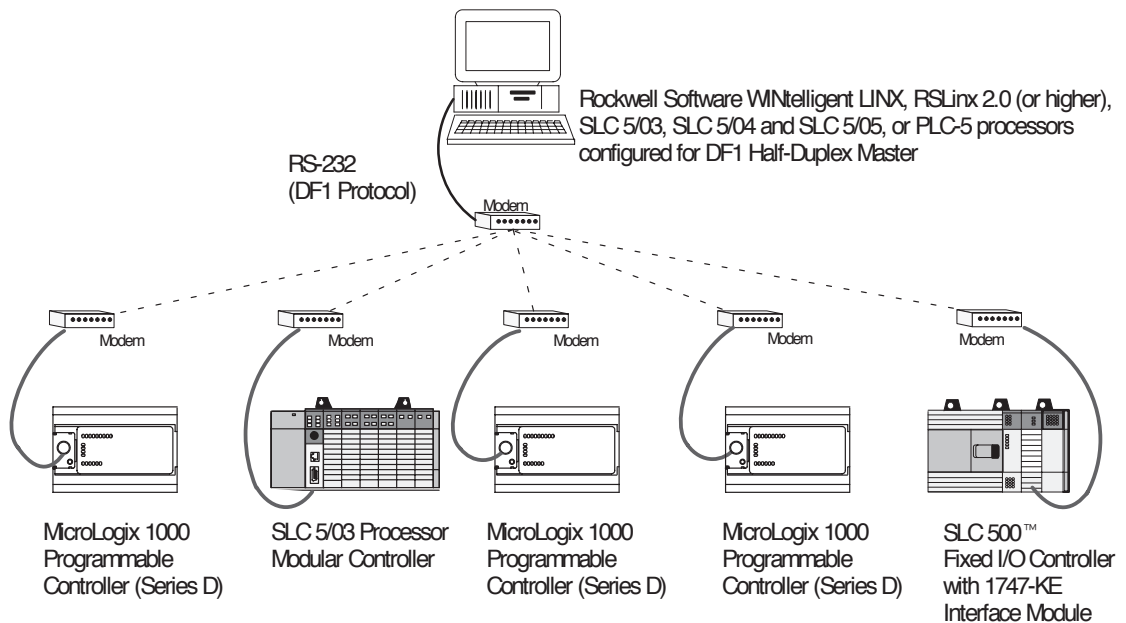 Rockwell Software WINtelligent LINX, RSLinx 2.0 (or higher),
SLC 5/03, SLC 5/04 and SLC 5/05, or PLC-5 processors
configured for DF1 Half-Duplex Master
RS-232
(DF1 Protocol)
Modem
Modem
Modem
Modem
Modem
Modem
MicroLogix 1000
Programmable
Controller (Series D)
SLC 5/03 Processor
Modular Controller
MicroLogix 1000
Programmable
Controller (Series D)
MicroLogix 1000
Programmable
Controller (Series D)
SLC 500™
Fixed I/O Controller
with 1747-KE
Interface Module